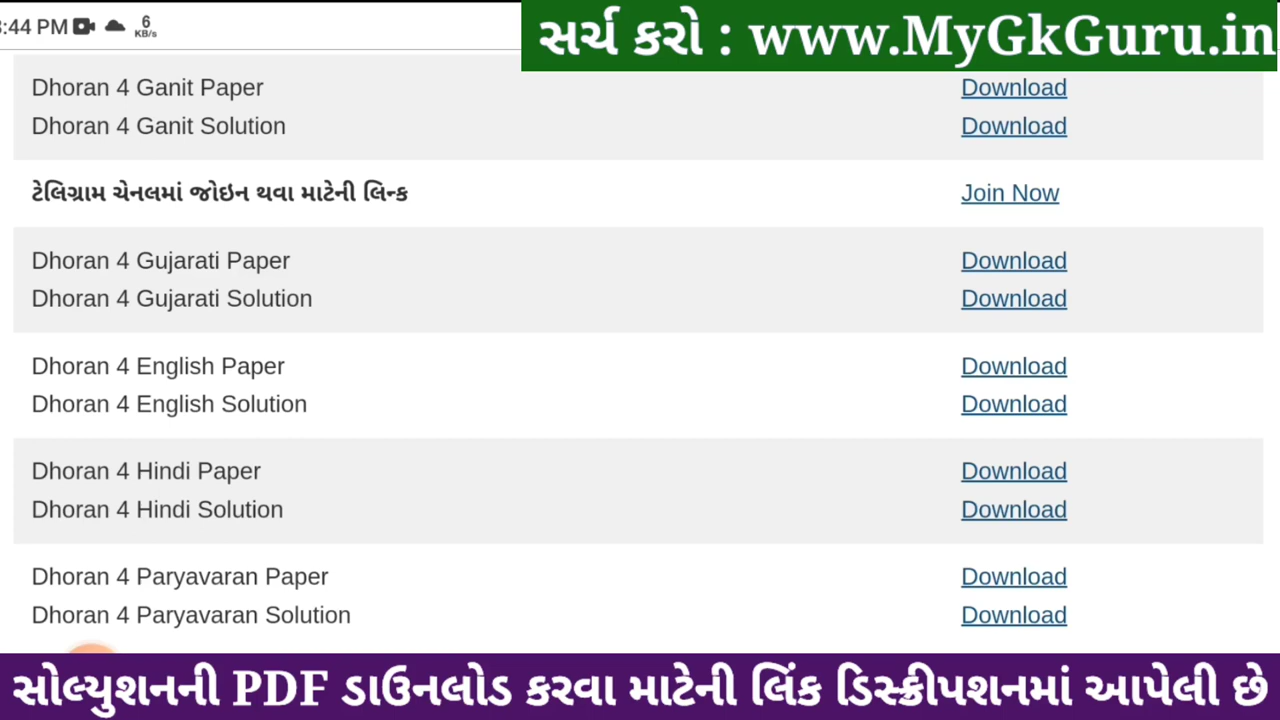 :44 PM 6 KB/s
સર્ચ કરો : www.MyGkGuru.in
Dhoran 4 Ganit Paper Download
Dhoran 4 Ganit Solution Download
ટેલિગ્રામ ચેનલમાં જોઇન થવા માટેની લિન્ક Join Now
Dhoran 4 Gujarati Paper Download
Dhoran 4 Gujarati Solution Download
Dhoran 4 English Paper Download
Dhoran 4 English Solution Download
Dhoran 4 Hindi Paper Download
Dhoran 4 Hindi Solution Download
Dhoran 4 Paryavaran Paper Download
Dhoran 4 Paryavaran Solution Download
સોલ્યુશનની PDF ડાઉનલોડ કરવા માટેની લિંક ડિસ્ક્રીપશનમાં આપેલી છે